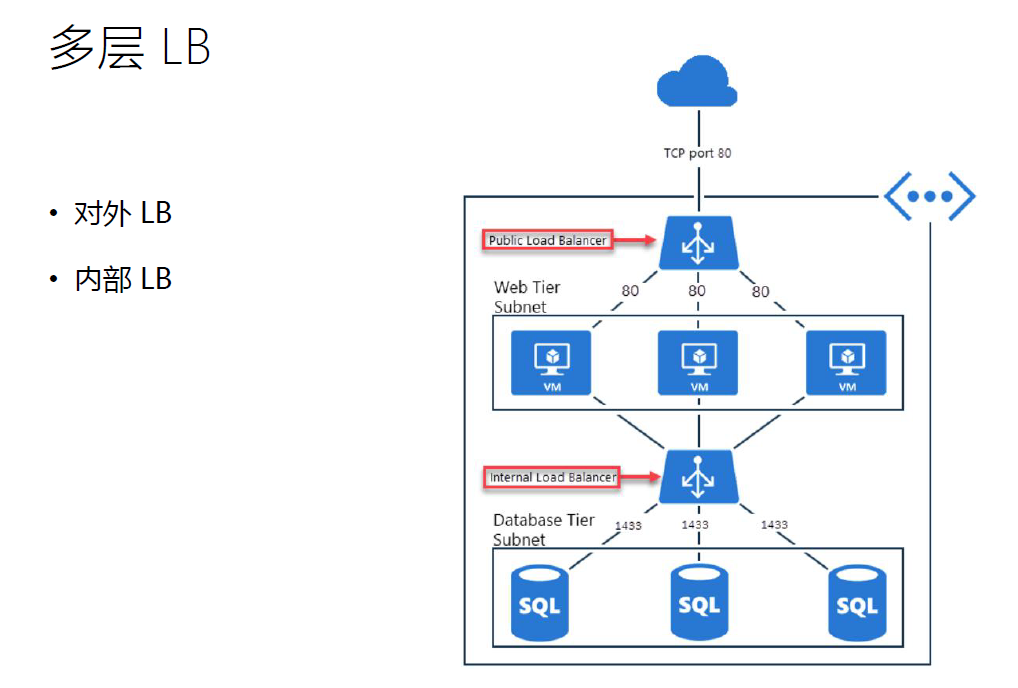 多层 LB
• 对外 LB
• 内部 LB
TCP port 80
Public Load Balancer
Web Tier
Subnet
80
80
80
VM
VM
VM
Internal Load Balancer
Database Tier
Subnet
1433
1433
1433
SQL
SQL
SQL